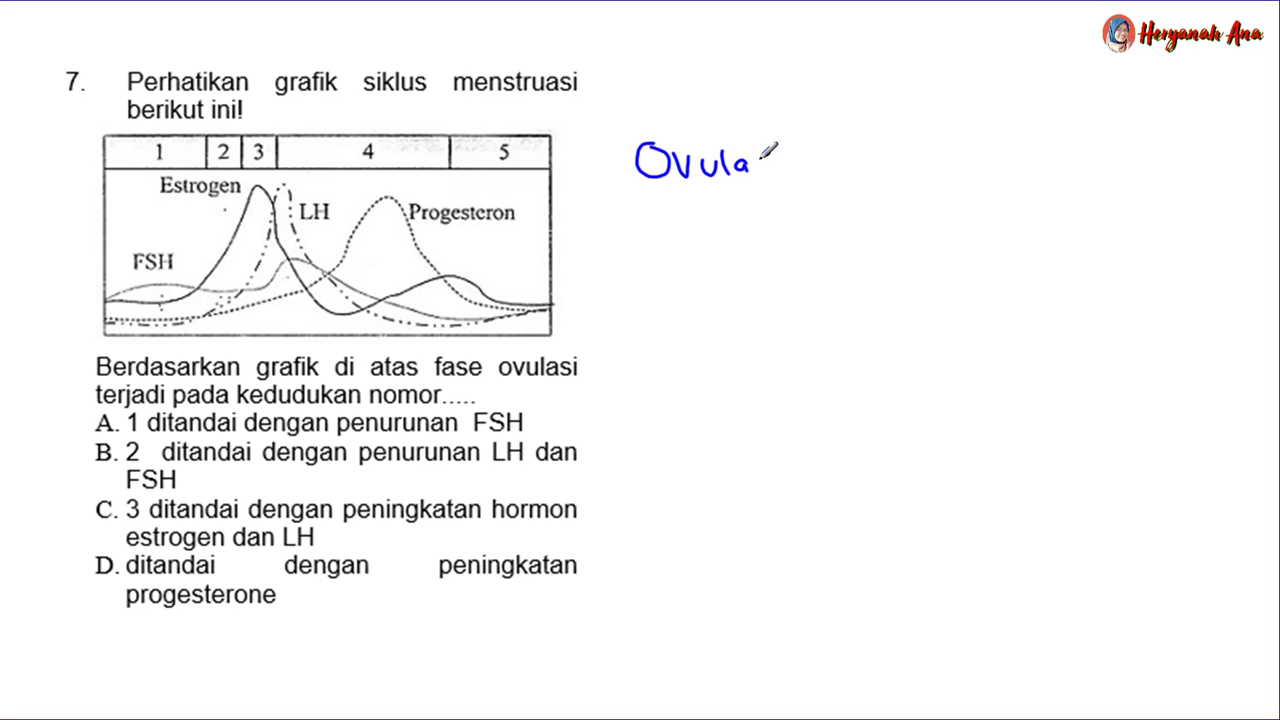 Heryanah Ana
7. Perhatikan grafik siklus menstruasi
berikut ini!
1 2 3 4 5
Estrogen
LH
Progesteron
FSH
Ovula
Berdasarkan grafik di atas fase ovulasi
terjadi pada kedudukan nomor.....
A. 1 ditandai dengan penurunan FSH
B. 2 ditandai dengan penurunan LH dan
FSH
C. 3 ditandai dengan peningkatan hormon
estrogen dan LH
D. ditandai dengan peningkatan
progesterone